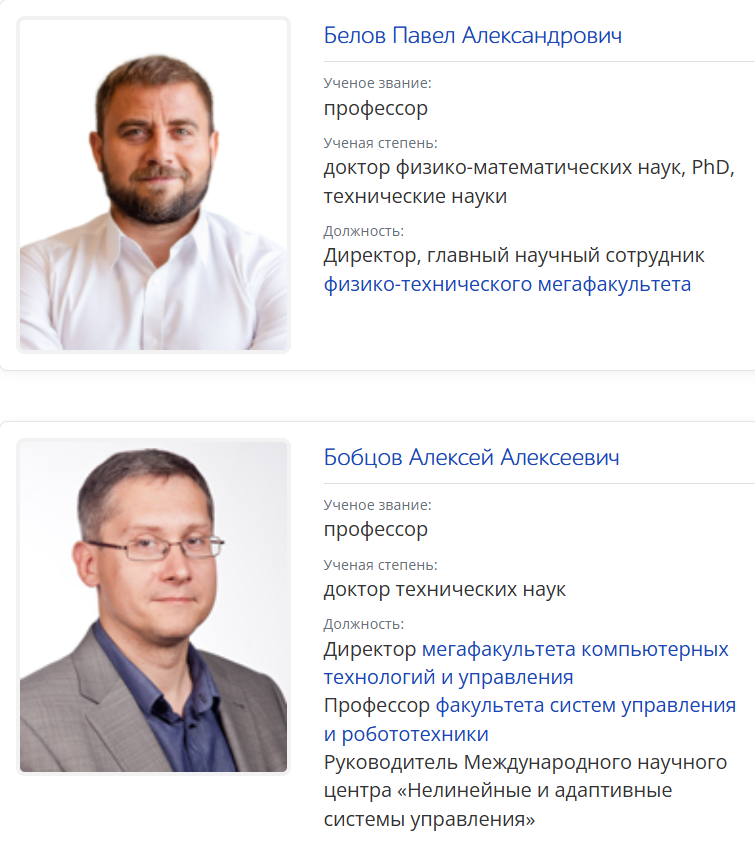 Белов Павел Александрович
Ученое звание:
профессор
Ученая степень:
доктор физико-математических наук, PhD,
технические науки
Должность:
Директор, главный научный сотрудник
физико-технического мегафакультета
Бобцов Алексей Алексеевич
Ученое звание:
профессор
Ученая степень:
доктор технических наук
Должность:
Директор мегафакультета компьютерных
технологий и управления
Профессор факультета систем управления
и робототехники
Руководитель Международного научного
центра «Нелинейные и адаптивные
системы управления»